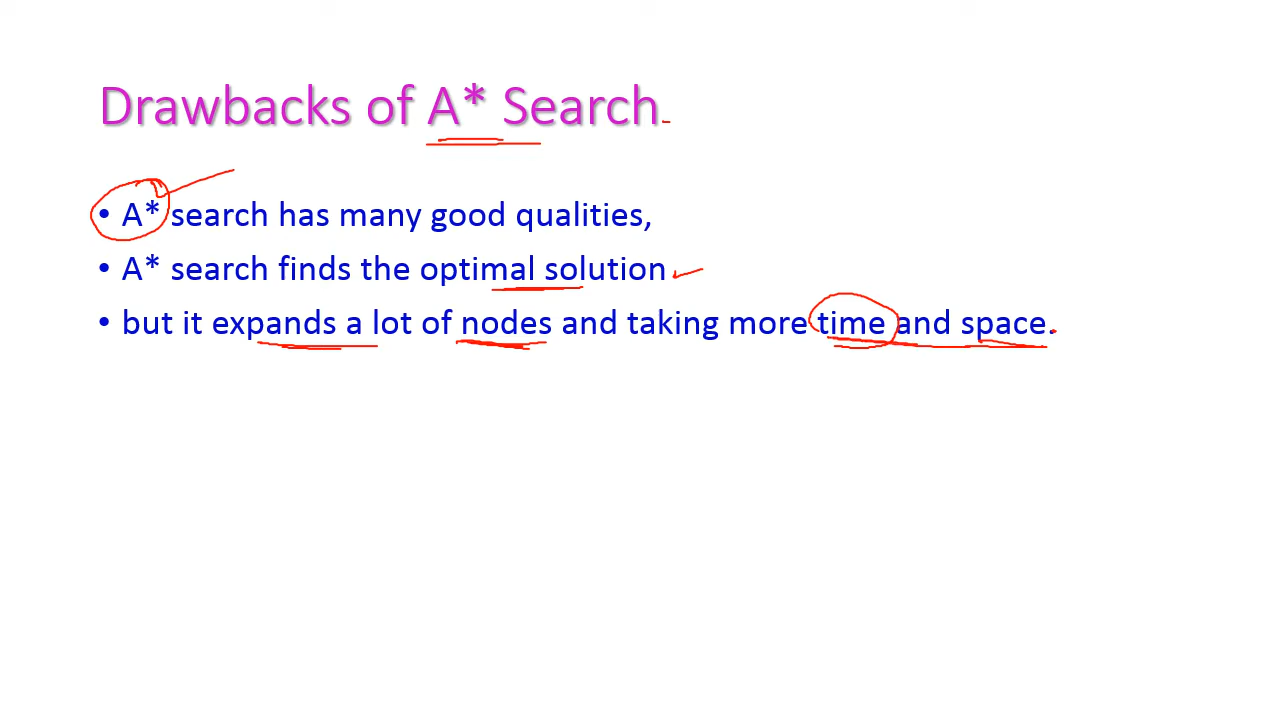 Drawbacks of A* Search
• A* search has many good qualities,
• A* search finds the optimal solution
• but it expands a lot of nodes and taking more time and space.